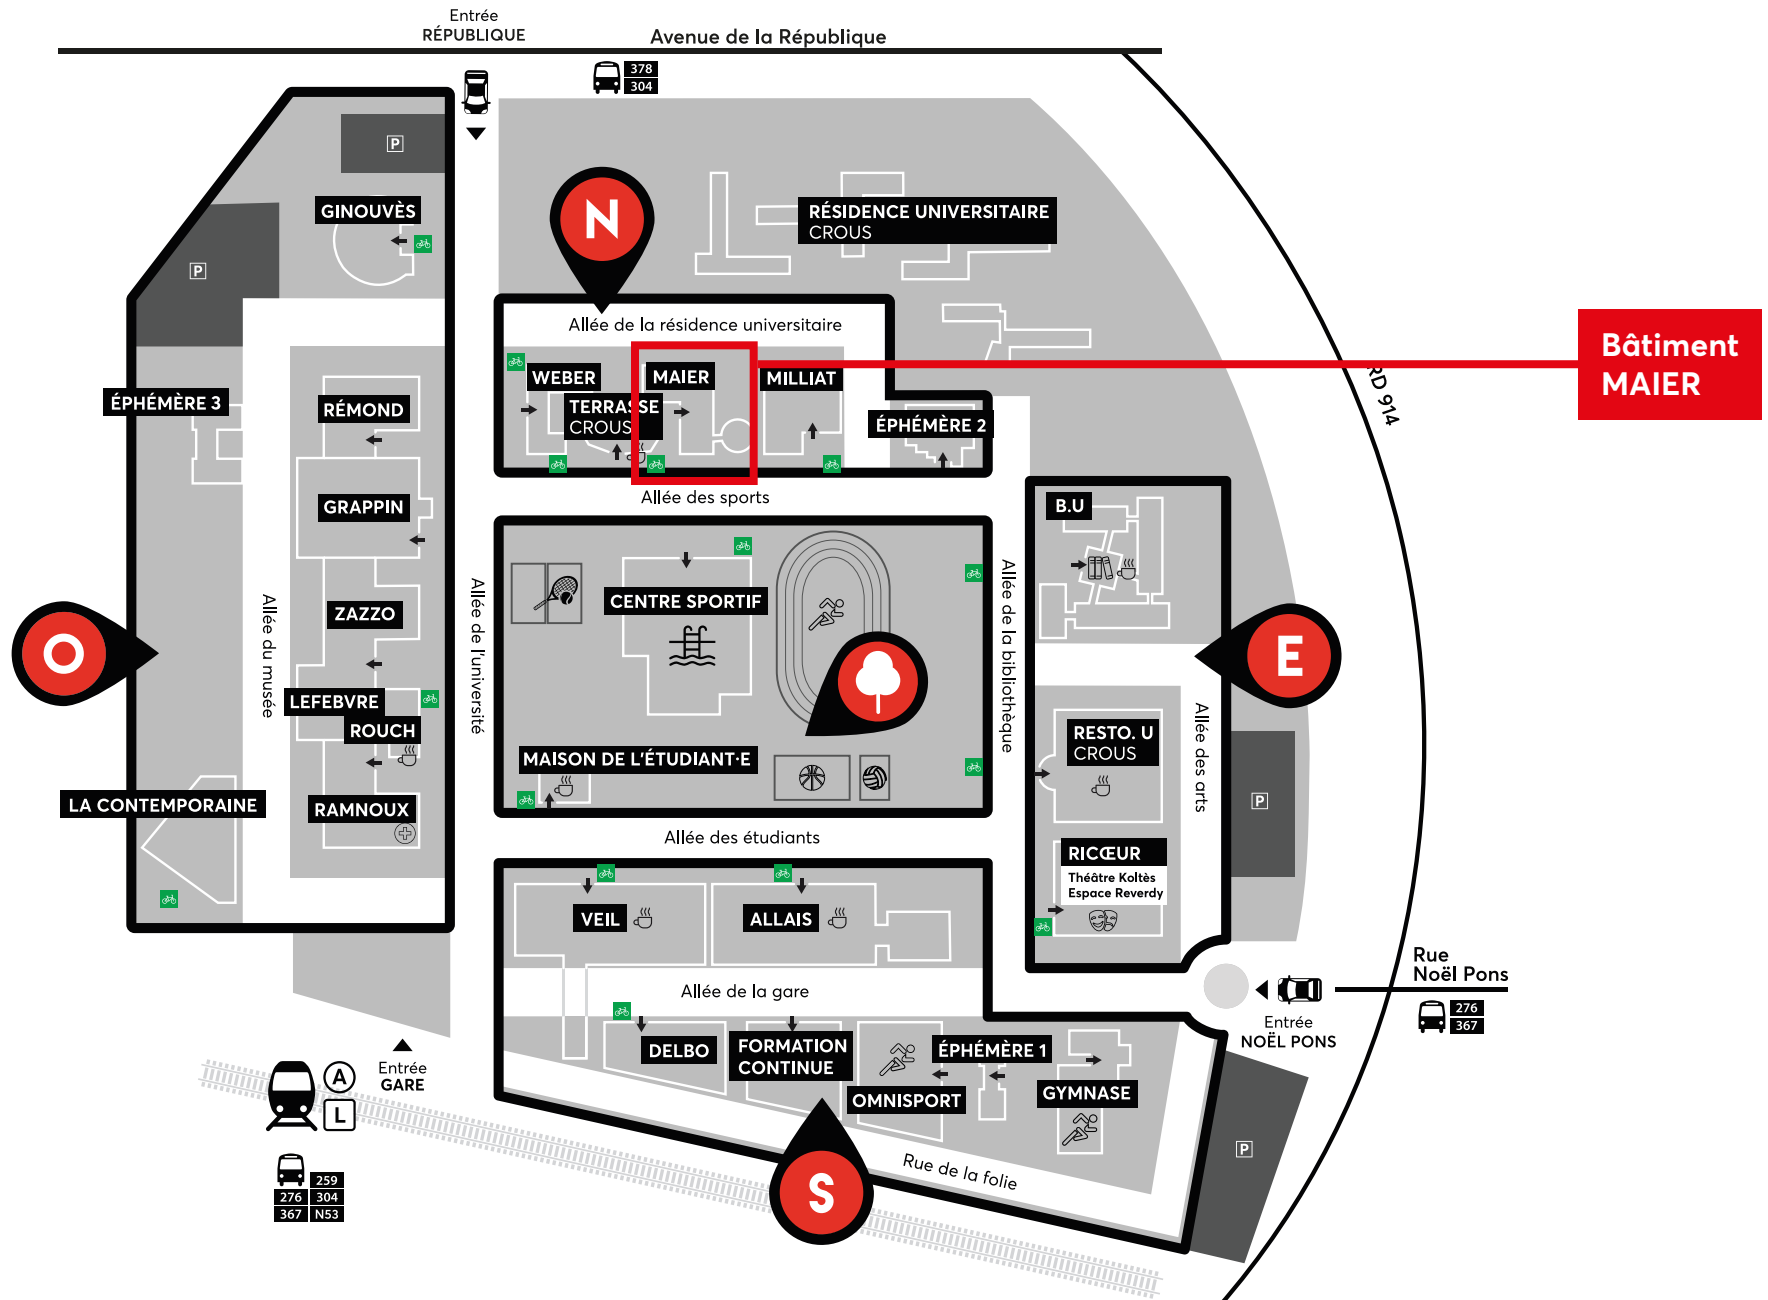 Entrée
RÉPUBLIQUE
Avenue de la République
378
304
P
GINOUVÈS
P
N
RÉSIDENCE UNIVERSITAIRE
CROUS
Allée de la résidence universitaire
Bâtiment
MAIER
RD 914
WEBER
MAIER
MILLIAT
TERRASSE
CROUS
ÉPHÉMÈRE 2
ÉPHÉMÈRE 3
RÉMOND
GRAPPIN
Allée des sports
B.U
ZAZZO
Allée du musée
Allée de l'université
CENTRE SPORTIF
Allée de la bibliothèque
O
E
LEFEBVRE
ROUCH
MAISON DE L'ÉTUDIANT·E
RESTO. U
CROUS
Allée des arts
LA CONTEMPORAINE
RAMNOUX
P
Allée des étudiants
RICŒUR
Théâtre Koltès
Espace Reverdy
VEIL
ALLAIS
Rue
Noël Pons
276
367
Allée de la gare
Entrée
NOËL PONS
DELBO
FORMATION
CONTINUE
ÉPHÉMÈRE 1
OMNISPORT
GYMNASE
Entrée
GARE
A
L
P
Rue de la folie
S
259
276 304
367 N53